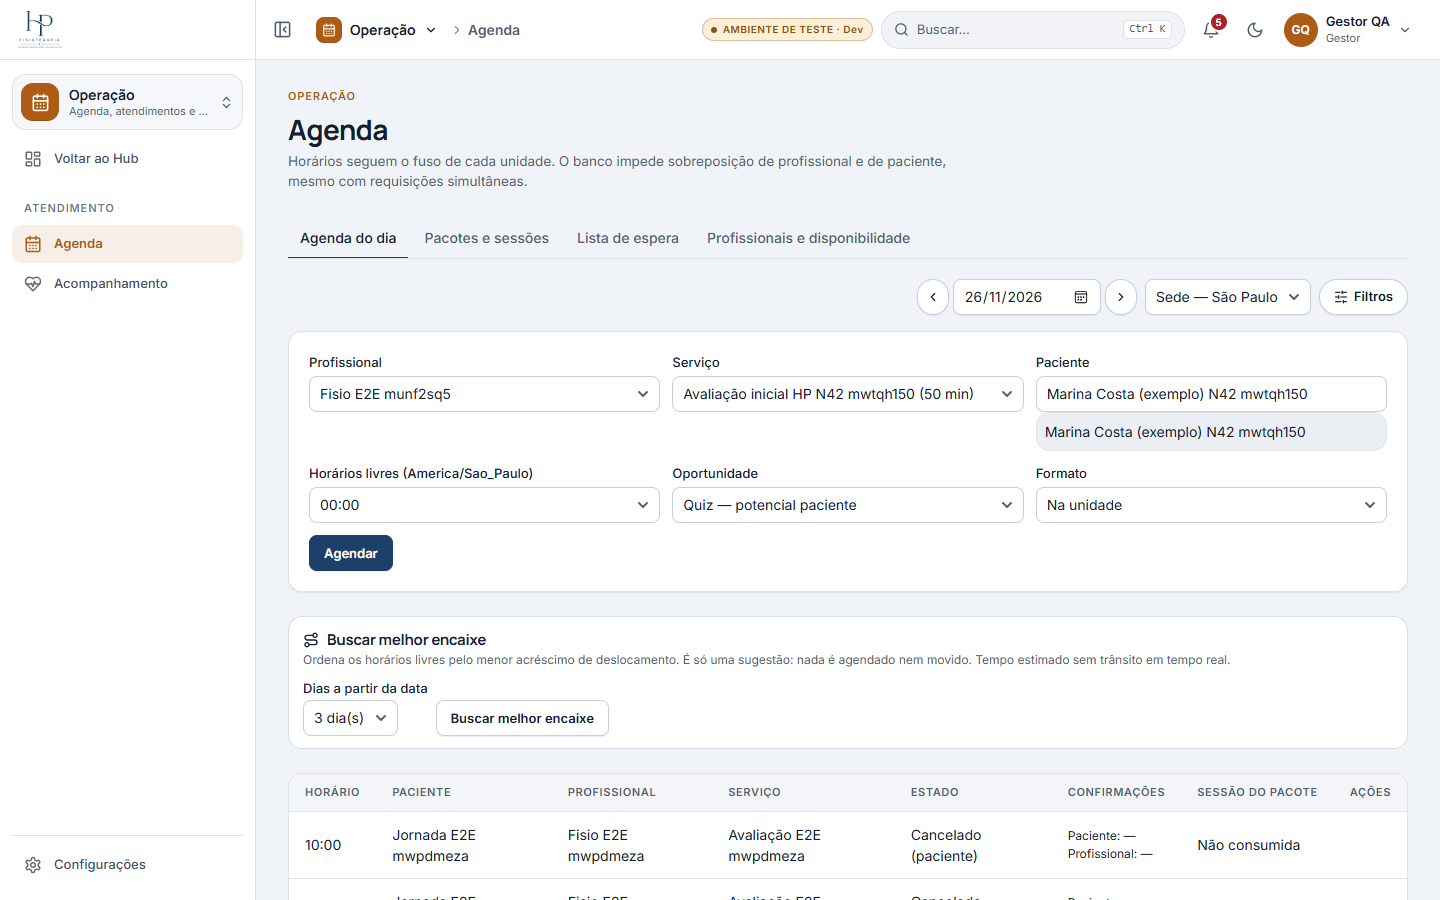 hp
FISIOTERAPIA
Operação
Agenda
AMBIENTE DE TESTE · Dev
Buscar...
Ctrl K
5
GQ
Gestor QA
Gestor
Operação
Agenda, atendimentos e ...
Voltar ao Hub
ATENDIMENTO
Agenda
Acompanhamento
Configurações
OPERAÇÃO
Agenda
Horários seguem o fuso de cada unidade. O banco impede sobreposição de profissional e de paciente,
mesmo com requisições simultâneas.
Agenda do dia
Pacotes e sessões
Lista de espera
Profissionais e disponibilidade
26/11/2026
Sede — São Paulo
Filtros
Profissional
Serviço
Paciente
Fisio E2E munf2sq5
Avaliação inicial HP N42 mwtqh150 (50 min)
Marina Costa (exemplo) N42 mwtqh150
Marina Costa (exemplo) N42 mwtqh150
Horários livres (America/Sao_Paulo)
Oportunidade
Formato
00:00
Quiz — potencial paciente
Na unidade
Agendar
Buscar melhor encaixe
Ordena os horários livres pelo menor acréscimo de deslocamento. É só uma sugestão: nada é agendado nem movido. Tempo estimado sem trânsito em tempo real.
Dias a partir da data
3 dia(s)
Buscar melhor encaixe
HORÁRIO
PACIENTE
PROFISSIONAL
SERVIÇO
ESTADO
CONFIRMAÇÕES
SESSÃO DO PACOTE
AÇÕES
10:00
Jornada E2E
mwpdmeza
Fisio E2E
mwpdmeza
Avaliação E2E
mwpdmeza
Cancelado
(paciente)
Paciente: —
Profissional: —
Não consumida